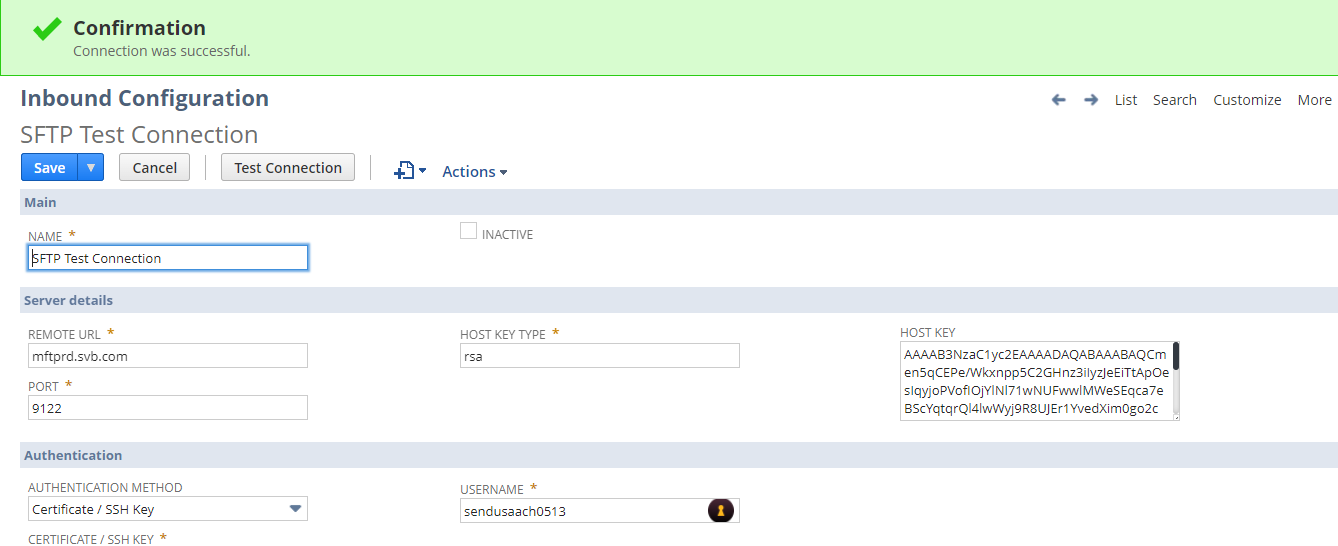 Confirmation
Connection was successful.
Inbound Configuration
List Search Customize More
SFTP Test Connection
Save Cancel Test Connection Actions
Main
NAME *
SFTP Test Connection
INACTIVE
Server details
REMOTE URL *
mftprd.svb.com
HOST KEY TYPE *
rsa
HOST KEY
AAAAB3NzaC1yc2EAAAADAQABAAABAQCm
en5qCEPe/Wkxnpp5C2GHnz3iIyzJeEiTtApOe
sIqyjoPVofIOjYlNl71wNUFwwlMWeSEqca7e
BScYqtqrQl4lwWyj9R8UJEr1YvedXim0go2c
PORT *
9122
Authentication
AUTHENTICATION METHOD
Certificate / SSH Key
USERNAME *
sendusaach0513
CERTIFICATE / SSH KEY *